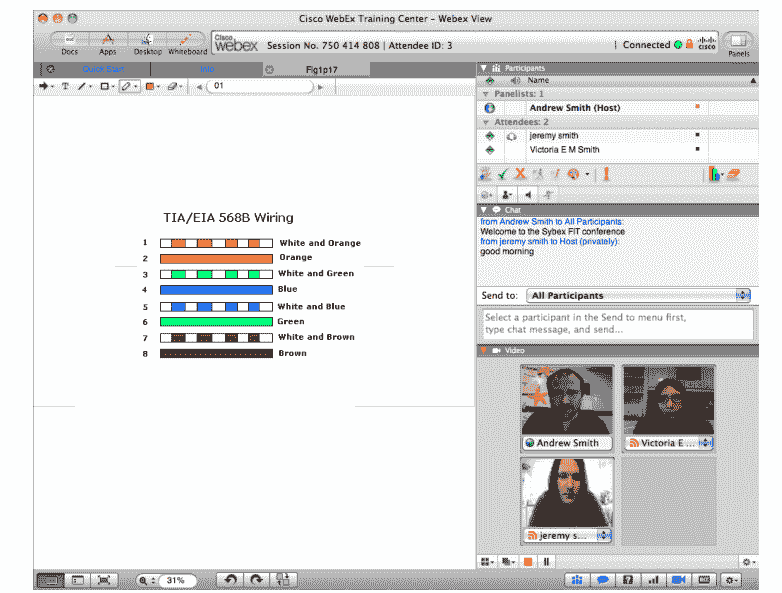 Cisco WebEx Training Center - Webex View
Docs
Apps
Desktop
Whiteboard
Cisco
webex
Session No. 750 414 808 | Attendee ID: 3
Connected
CISCO
Panels
Quick Start
Info
Fig1p17
T
01
Participants
Name
Panelists: 1
Andrew Smith (Host)
Attendees: 2
jeremy smith
Victoria E M Smith
Chat
from Andrew Smith to All Participants:
Welcome to the Sybex FIT conference
from jeremy smith to Host (privately):
good morning
Send to:
All Participants
Select a participant in the Send to menu first,
type chat message, and send...
Video
Andrew Smith
Victoria E ...
jeremy s...
TIA/EIA 568B Wiring
1 White and Orange
2 Orange
3 White and Green
4 Blue
5 White and Blue
6 Green
7 White and Brown
8 Brown
31%